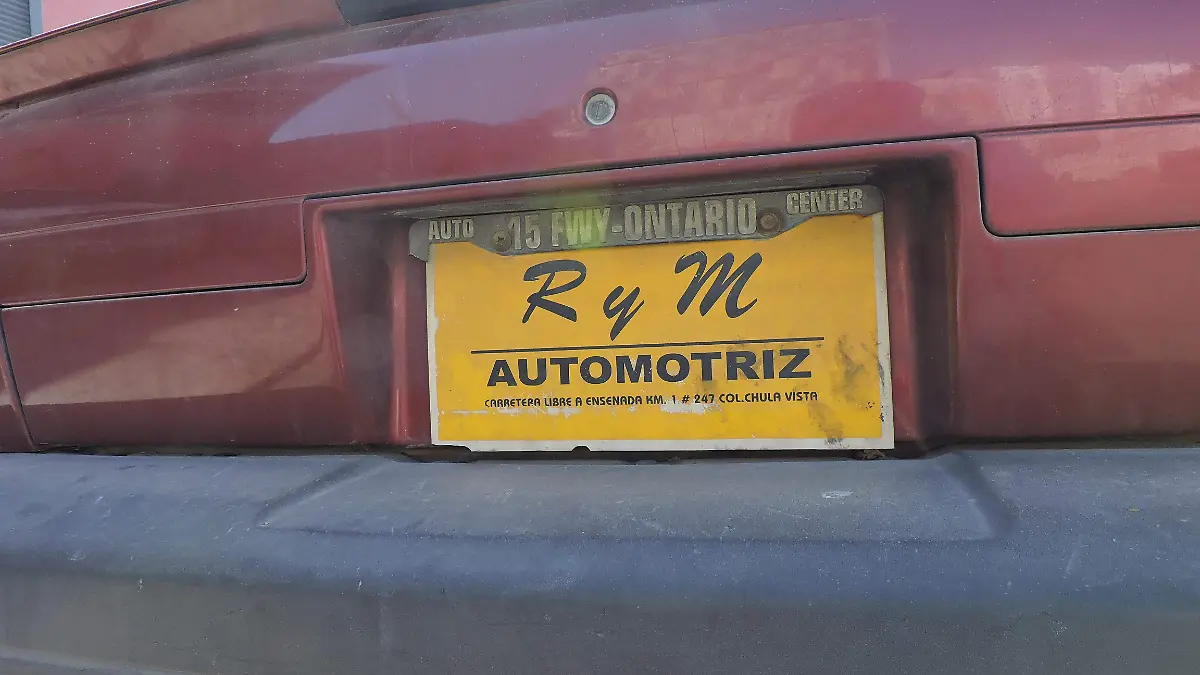 AUTO 15 FWY-ONTARIO CENTER
R y M
AUTOMOTRIZ
CARRETERA LIBRE A ENSENADA KM. 1 # 247 COL.CHULA VISTA